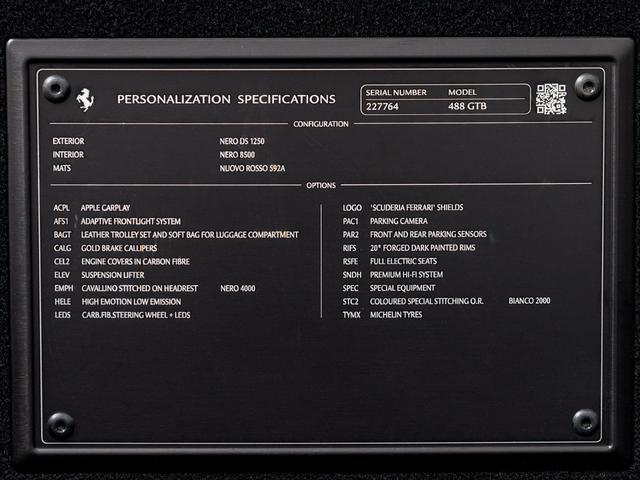 PERSONALIZATION SPECIFICATIONS
SERIAL NUMBER MODEL
227764 488 GTB
CONFIGURATION
EXTERIOR NERO DS 1250
INTERIOR NERO 8500
MATS NUOVO ROSSO 592A
OPTIONS
ACPL APPLE CARPLAY
AFS1 ADAPTIVE FRONTLIGHT SYSTEM
BAGT LEATHER TROLLEY SET AND SOFT BAG FOR LUGGAGE COMPARTMENT
CALG GOLD BRAKE CALLIPERS
CEL2 ENGINE COVERS IN CARBON FIBRE
ELEV SUSPENSION LIFTER
EMPH CAVALLINO STITCHED ON HEADREST NERO 4000
HELE HIGH EMOTION LOW EMISSION
LEDS CARB.FIB.STEERING WHEEL + LEDS
LOGO 'SCUDERIA FERRARI' SHIELDS
PAC1 PARKING CAMERA
PAR2 FRONT AND REAR PARKING SENSORS
RIFS 20" FORGED DARK PAINTED RIMS
RSFE FULL ELECTRIC SEATS
SNDH PREMIUM HI-FI SYSTEM
SPEC SPECIAL EQUIPMENT
STC2 COLOURED SPECIAL STITCHING O.R. BIANCO 2000
TYMX MICHELIN TYRES